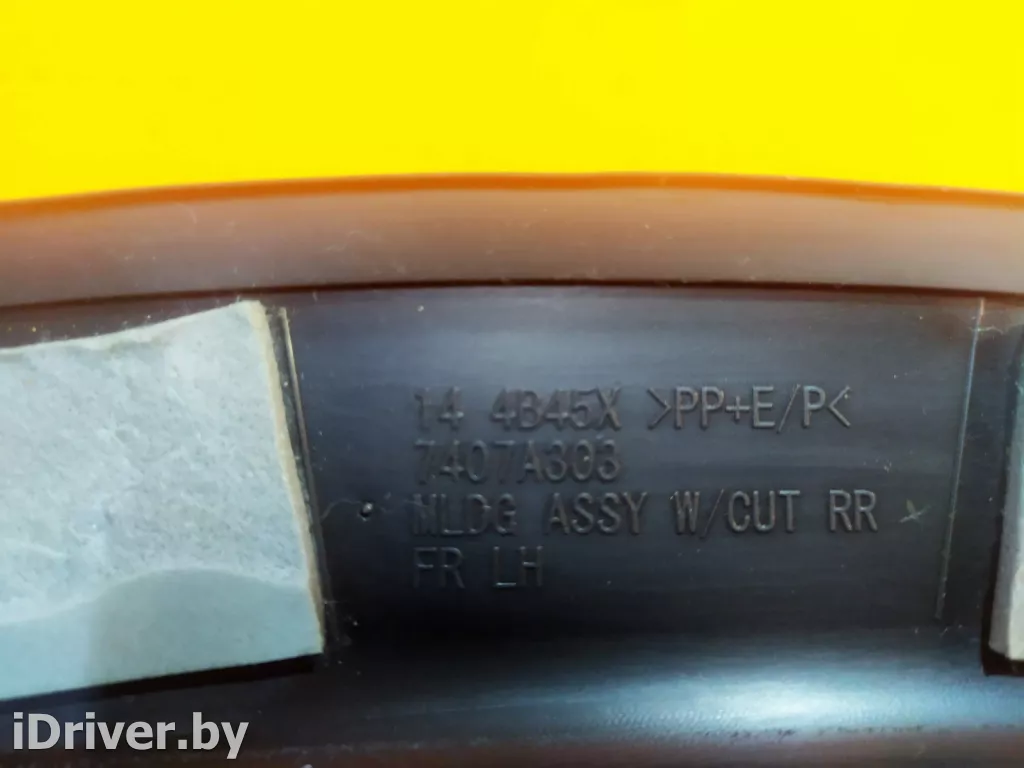 14 4B45X >PP+E/P<
7407A303
MLDG ASSY W/CUT RR
FR LH
iDriver.by